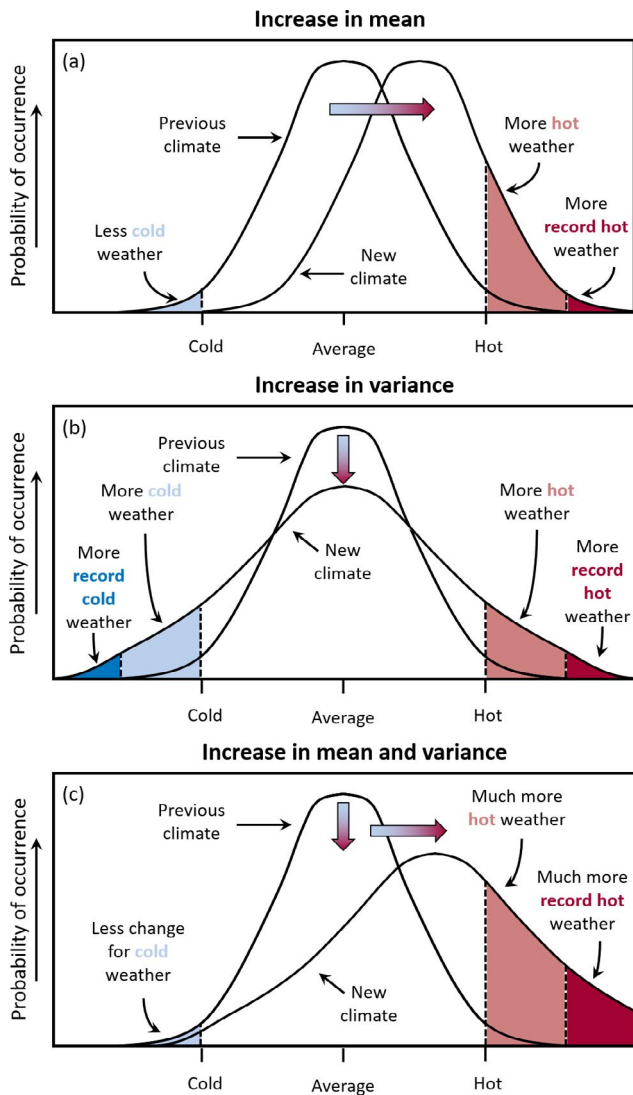 Increase in mean
(a)
Probability of occurrence
Previous
climate
More hot
weather
More
record hot
weather
Less cold
weather
New
climate
Cold
Average
Hot
Increase in variance
(b)
Probability of occurrence
Previous
climate
More cold
weather
More hot
weather
New
climate
More
record
cold
weather
More
record
hot
weather
Cold
Average
Hot
Increase in mean and variance
(c)
Probability of occurrence
Previous
climate
Much more
hot weather
Much more
record hot
weather
Less change
for cold
weather
New
climate
Cold
Average
Hot